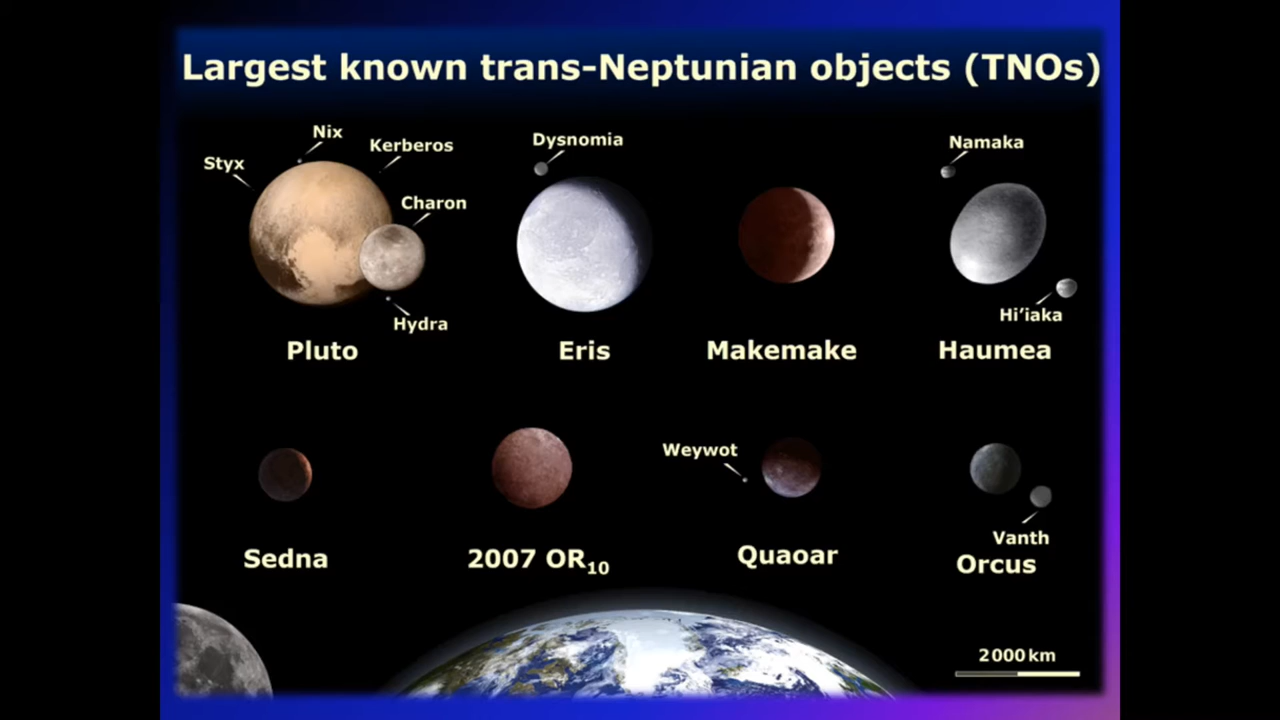 Largest known trans-Neptunian objects (TNOs)
Nix
Kerberos
Styx
Charon
Hydra
Pluto
Dysnomia
Eris
Makemake
Namaka
Hi’iaka
Haumea
Sedna
2007 OR₁₀
Weywot
Quaoar
Vanth
Orcus
2000 km